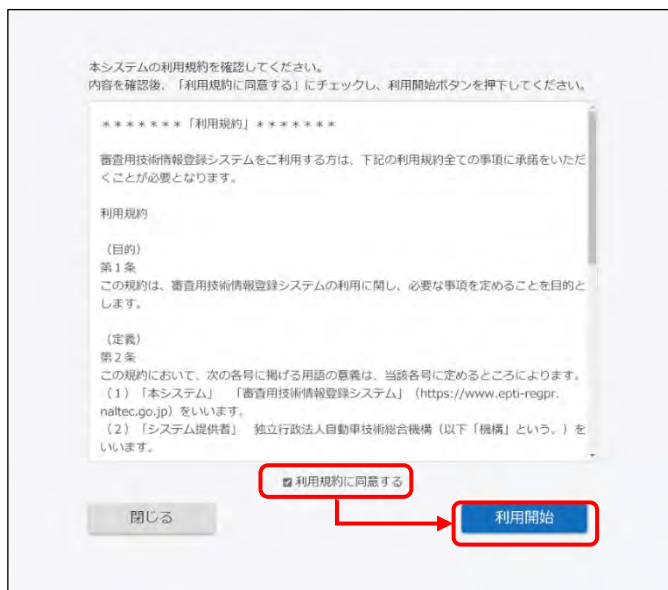 本システムの利用規約を確認してください。
内容を確認後、「利用規約に同意する」にチェックし、利用開始ボタンを押下してください。
＊＊＊＊＊＊＊「利用規約」＊＊＊＊＊＊＊
審査用技術情報登録システムをご利用する方は、下記の利用規約全ての事項に承諾をいただ
くことが必要となります。
利用規約
（目的）
第１条
この規約は、審査用技術情報登録システムの利用に関し、必要な事項を定めることを目的と
します。
（定義）
第２条
この規約において、次の各号に掲げる用語の意義は、当該各号に定めるところによります。
（１）「本システム」　「審査用技術情報登録システム」（https://www.epti-regpr.
naltec.go.jp）をいいます。
（２）「システム提供者」　独立行政法人自動車技術総合機構（以下「機構」という。）を
いいます。
利用規約に同意する
閉じる
利用開始